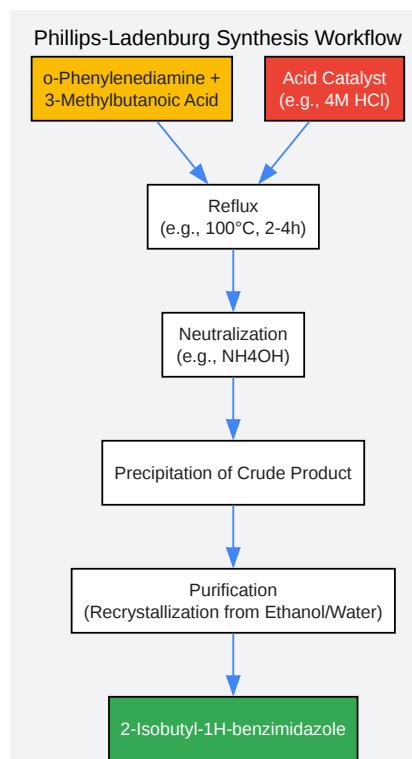 Phillips-Ladenburg Synthesis Workflow
o-Phenylenediamine +
3-Methylbutanoic Acid
Acid Catalyst
(e.g., 4M HCl)
Reflux
(e.g., 100°C, 2-4h)
Neutralization
(e.g., NH4OH)
Precipitation of Crude Product
Purification
(Recrystallization from Ethanol/Water)
2-Isobutyl-1H-benzimidazole